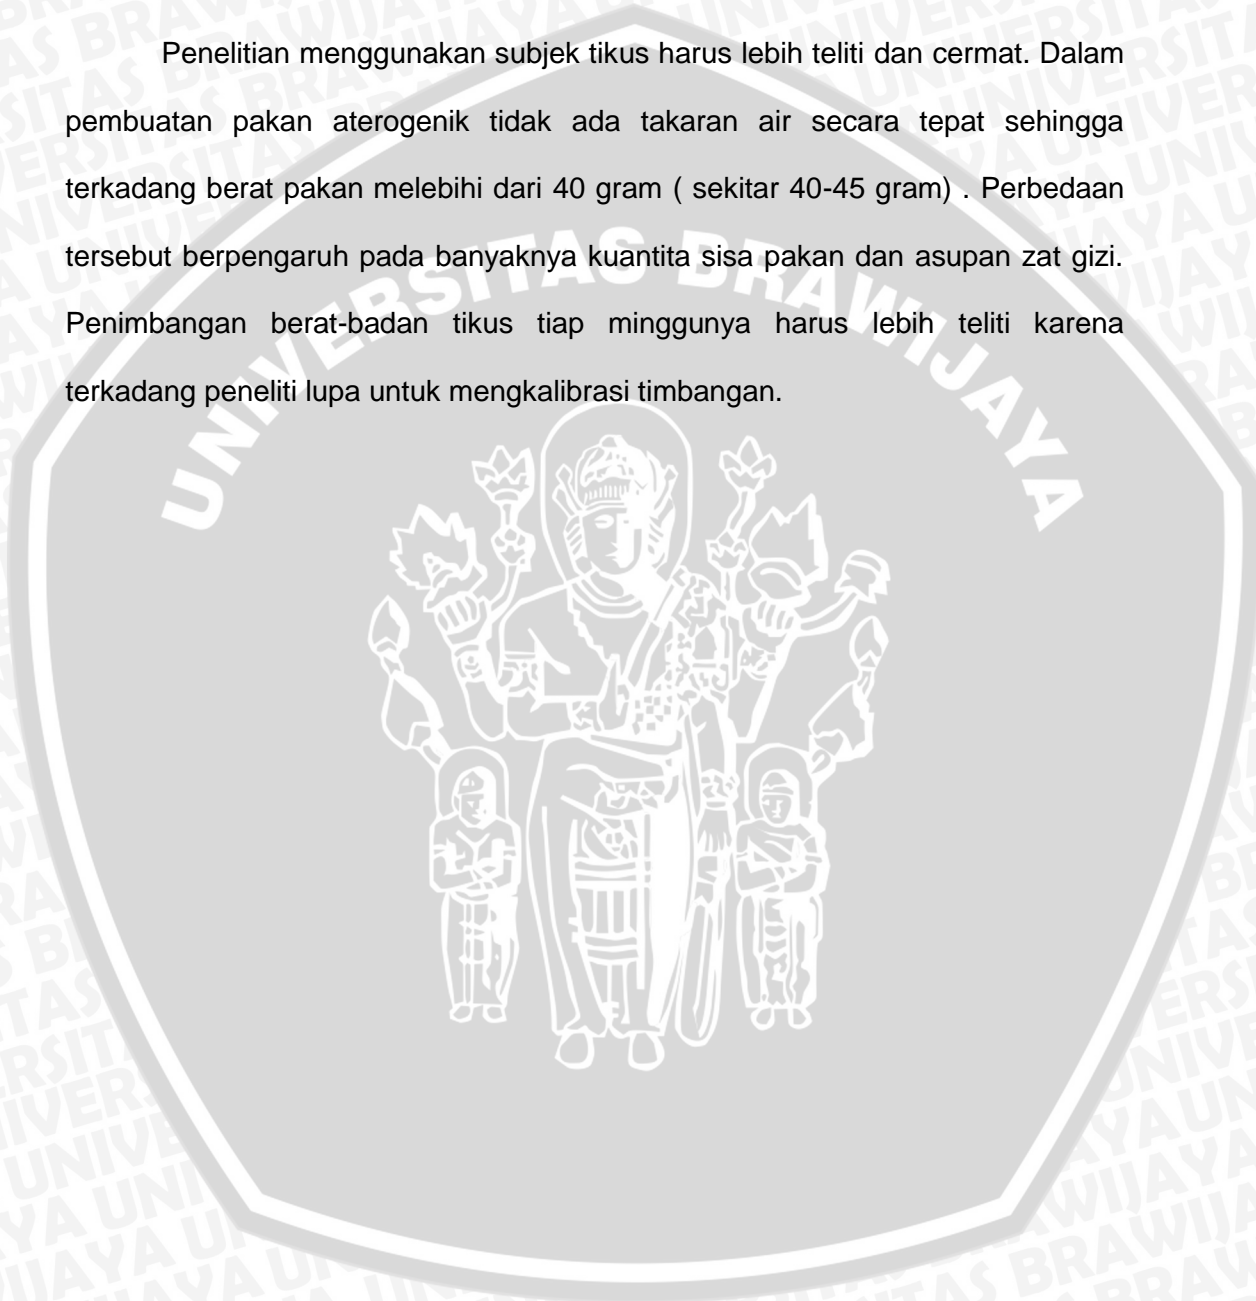 Penelitian menggunakan subjek tikus harus lebih teliti dan cermat. Dalam
pembuatan pakan aterogenik tidak ada takaran air secara tepat sehingga
terkadang berat pakan melebihi dari 40 gram ( sekitar 40-45 gram) . Perbedaan
tersebut berpengaruh pada banyaknya kuantita sisa pakan dan asupan zat gizi.
Penimbangan berat-badan tikus tiap minggunya harus lebih teliti karena
terkadang peneliti lupa untuk mengkalibrasi timbangan.
UNIVERSITAS BRAWIJAYA